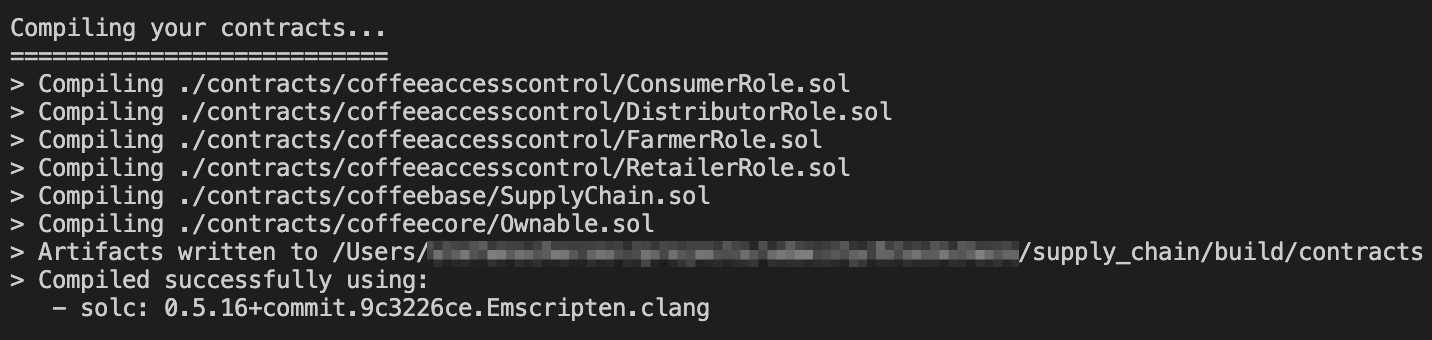 Compiling your contracts...
===========================
> Compiling ./contracts/coffeeaccesscontrol/ConsumerRole.sol
> Compiling ./contracts/coffeeaccesscontrol/DistributorRole.sol
> Compiling ./contracts/coffeeaccesscontrol/FarmerRole.sol
> Compiling ./contracts/coffeeaccesscontrol/RetailerRole.sol
> Compiling ./contracts/coffeebase/SupplyChain.sol
> Compiling ./contracts/coffeecore/Ownable.sol
> Artifacts written to /Users/ /supply_chain/build/contracts
> Compiled successfully using:
   - solc: 0.5.16+commit.9c3226ce.Emscripten.clang